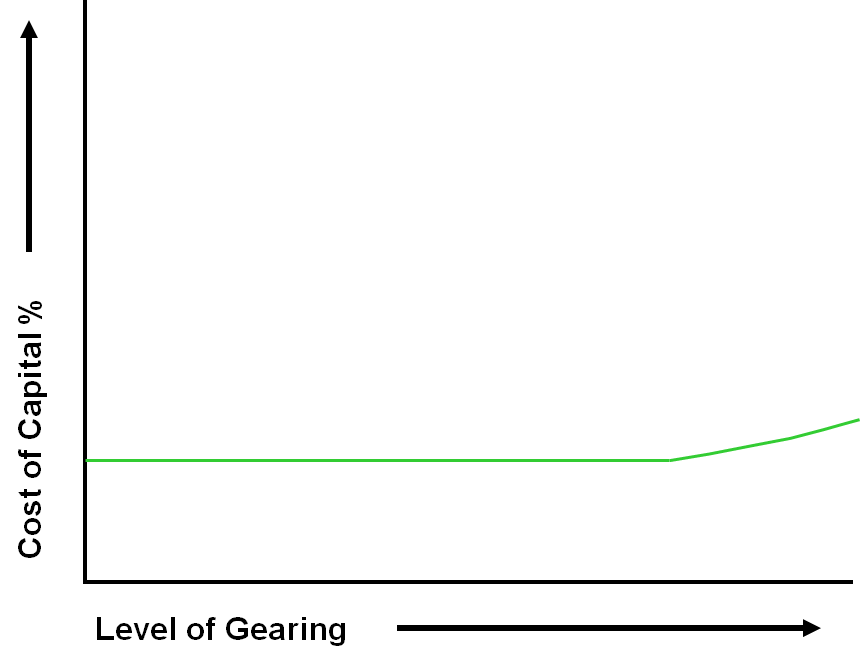 Cost of Capital %
Level of Gearing